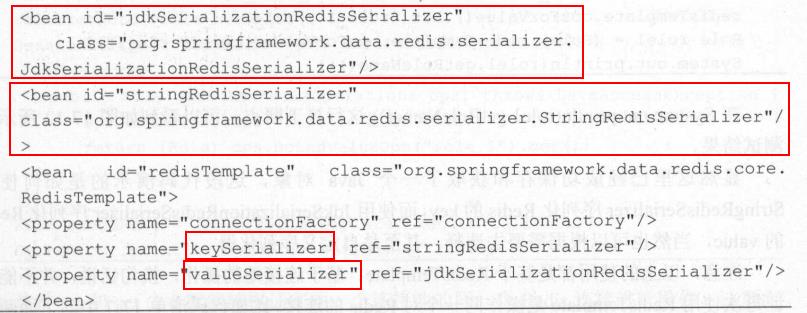 <bean id="jdkSerializationRedisSerializer"
class="org.springframework.data.redis.serializer.
JdkSerializationRedisSerializer"/>
<bean id="stringRedisSerializer"
class="org.springframework.data.redis.serializer.StringRedisSerializer"/
>
<bean id="redisTemplate" class="org.springframework.data.redis.core.
RedisTemplate">
<property name="connectionFactory" ref="connectionFactory"/>
<property name="keySerializer" ref="stringRedisSerializer"/>
<property name="valueSerializer" ref="jdkSerializationRedisSerializer"/>
</bean>